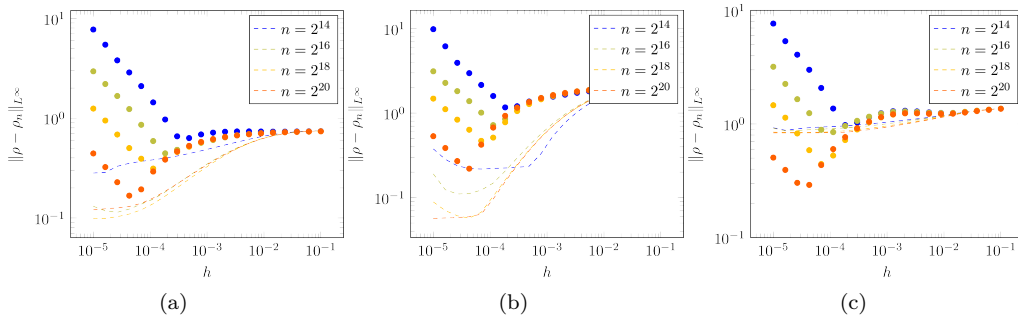 10^1
10^0
10^{-1}
‖ρ − ρ_n‖_{L^∞}
10^{-5} 10^{-4} 10^{-3} 10^{-2} 10^{-1}
h
n = 2^{14}
n = 2^{16}
n = 2^{18}
n = 2^{20}
(a)
10^1
10^0
10^{-1}
‖ρ − ρ_n‖_{L^∞}
10^{-5} 10^{-4} 10^{-3} 10^{-2} 10^{-1}
h
n = 2^{14}
n = 2^{16}
n = 2^{18}
n = 2^{20}
(b)
10^1
10^0
10^{-1}
‖ρ − ρ_n‖_{L^∞}
10^{-5} 10^{-4} 10^{-3} 10^{-2} 10^{-1}
h
n = 2^{14}
n = 2^{16}
n = 2^{18}
n = 2^{20}
(c)